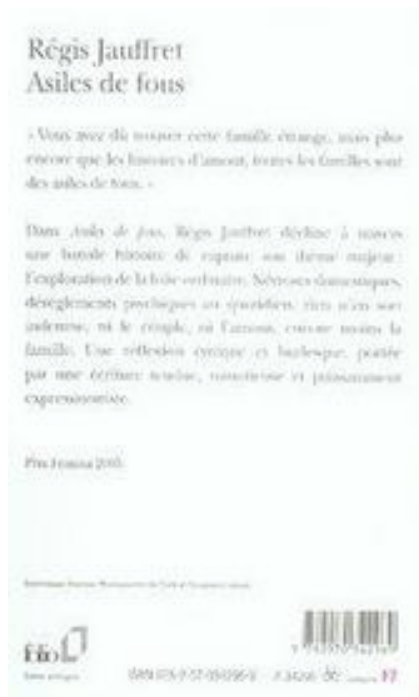 Régis Jauffret
Asiles de fous
« Vous avez dû trouver cette famille étrange, mais plus
encore que les histoires d'amour, toutes les familles sont
des asiles de fous. »
Dans Asiles de fous, Régis Jauffret décline à travers
une banale histoire de rupture son thème majeur :
l'exploration de la folie ordinaire. Névroses domestiques,
dérèglements psychiques au quotidien, rien n'en sort
indemne, ni le couple, ni l'amour, encore moins la
famille. Une réflexion cynique et burlesque, portée
par une écriture tendue, et puissamment
expressionniste.
Prix Femina 2005
folio